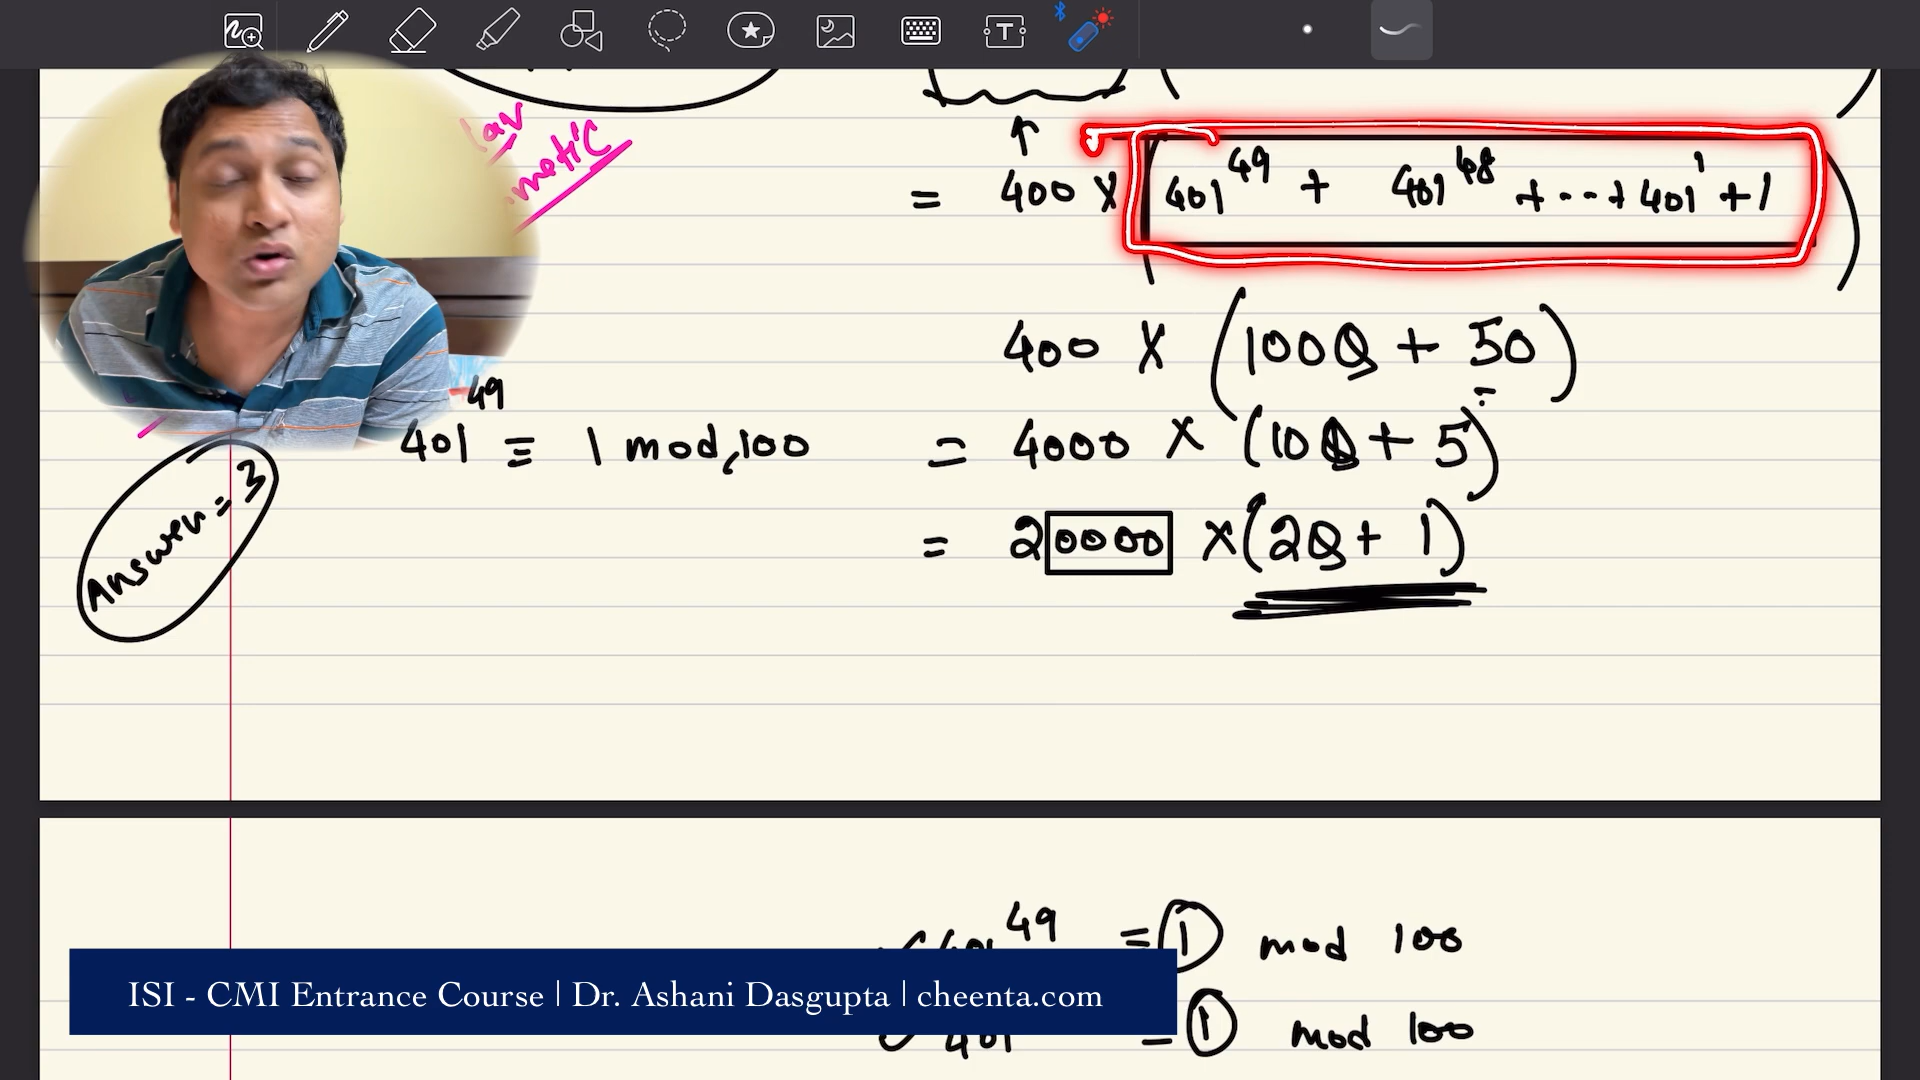 = 400 × ( 401^49 + 401^48 + --- + 401^1 + 1 )
400 × ( 100Q + 50 )
401^49 ≡ 1 mod 100
= 4000 × (10Q + 5)
Answer = 3
= 20000 × (2Q + 1)
49 ≡ 1 mod 100
401 = 1 mod 100
ISI - CMI Entrance Course | Dr. Ashani Dasgupta | cheenta.com